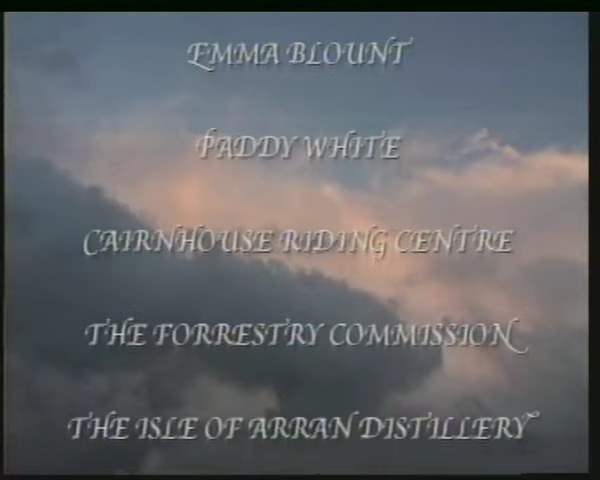 EMMA BLOUNT
PADDY WHITE
CAIRNHOUSE RIDING CENTRE
THE FORRESTRY COMMISSION
THE ISLE OF ARRAN DISTILLERY